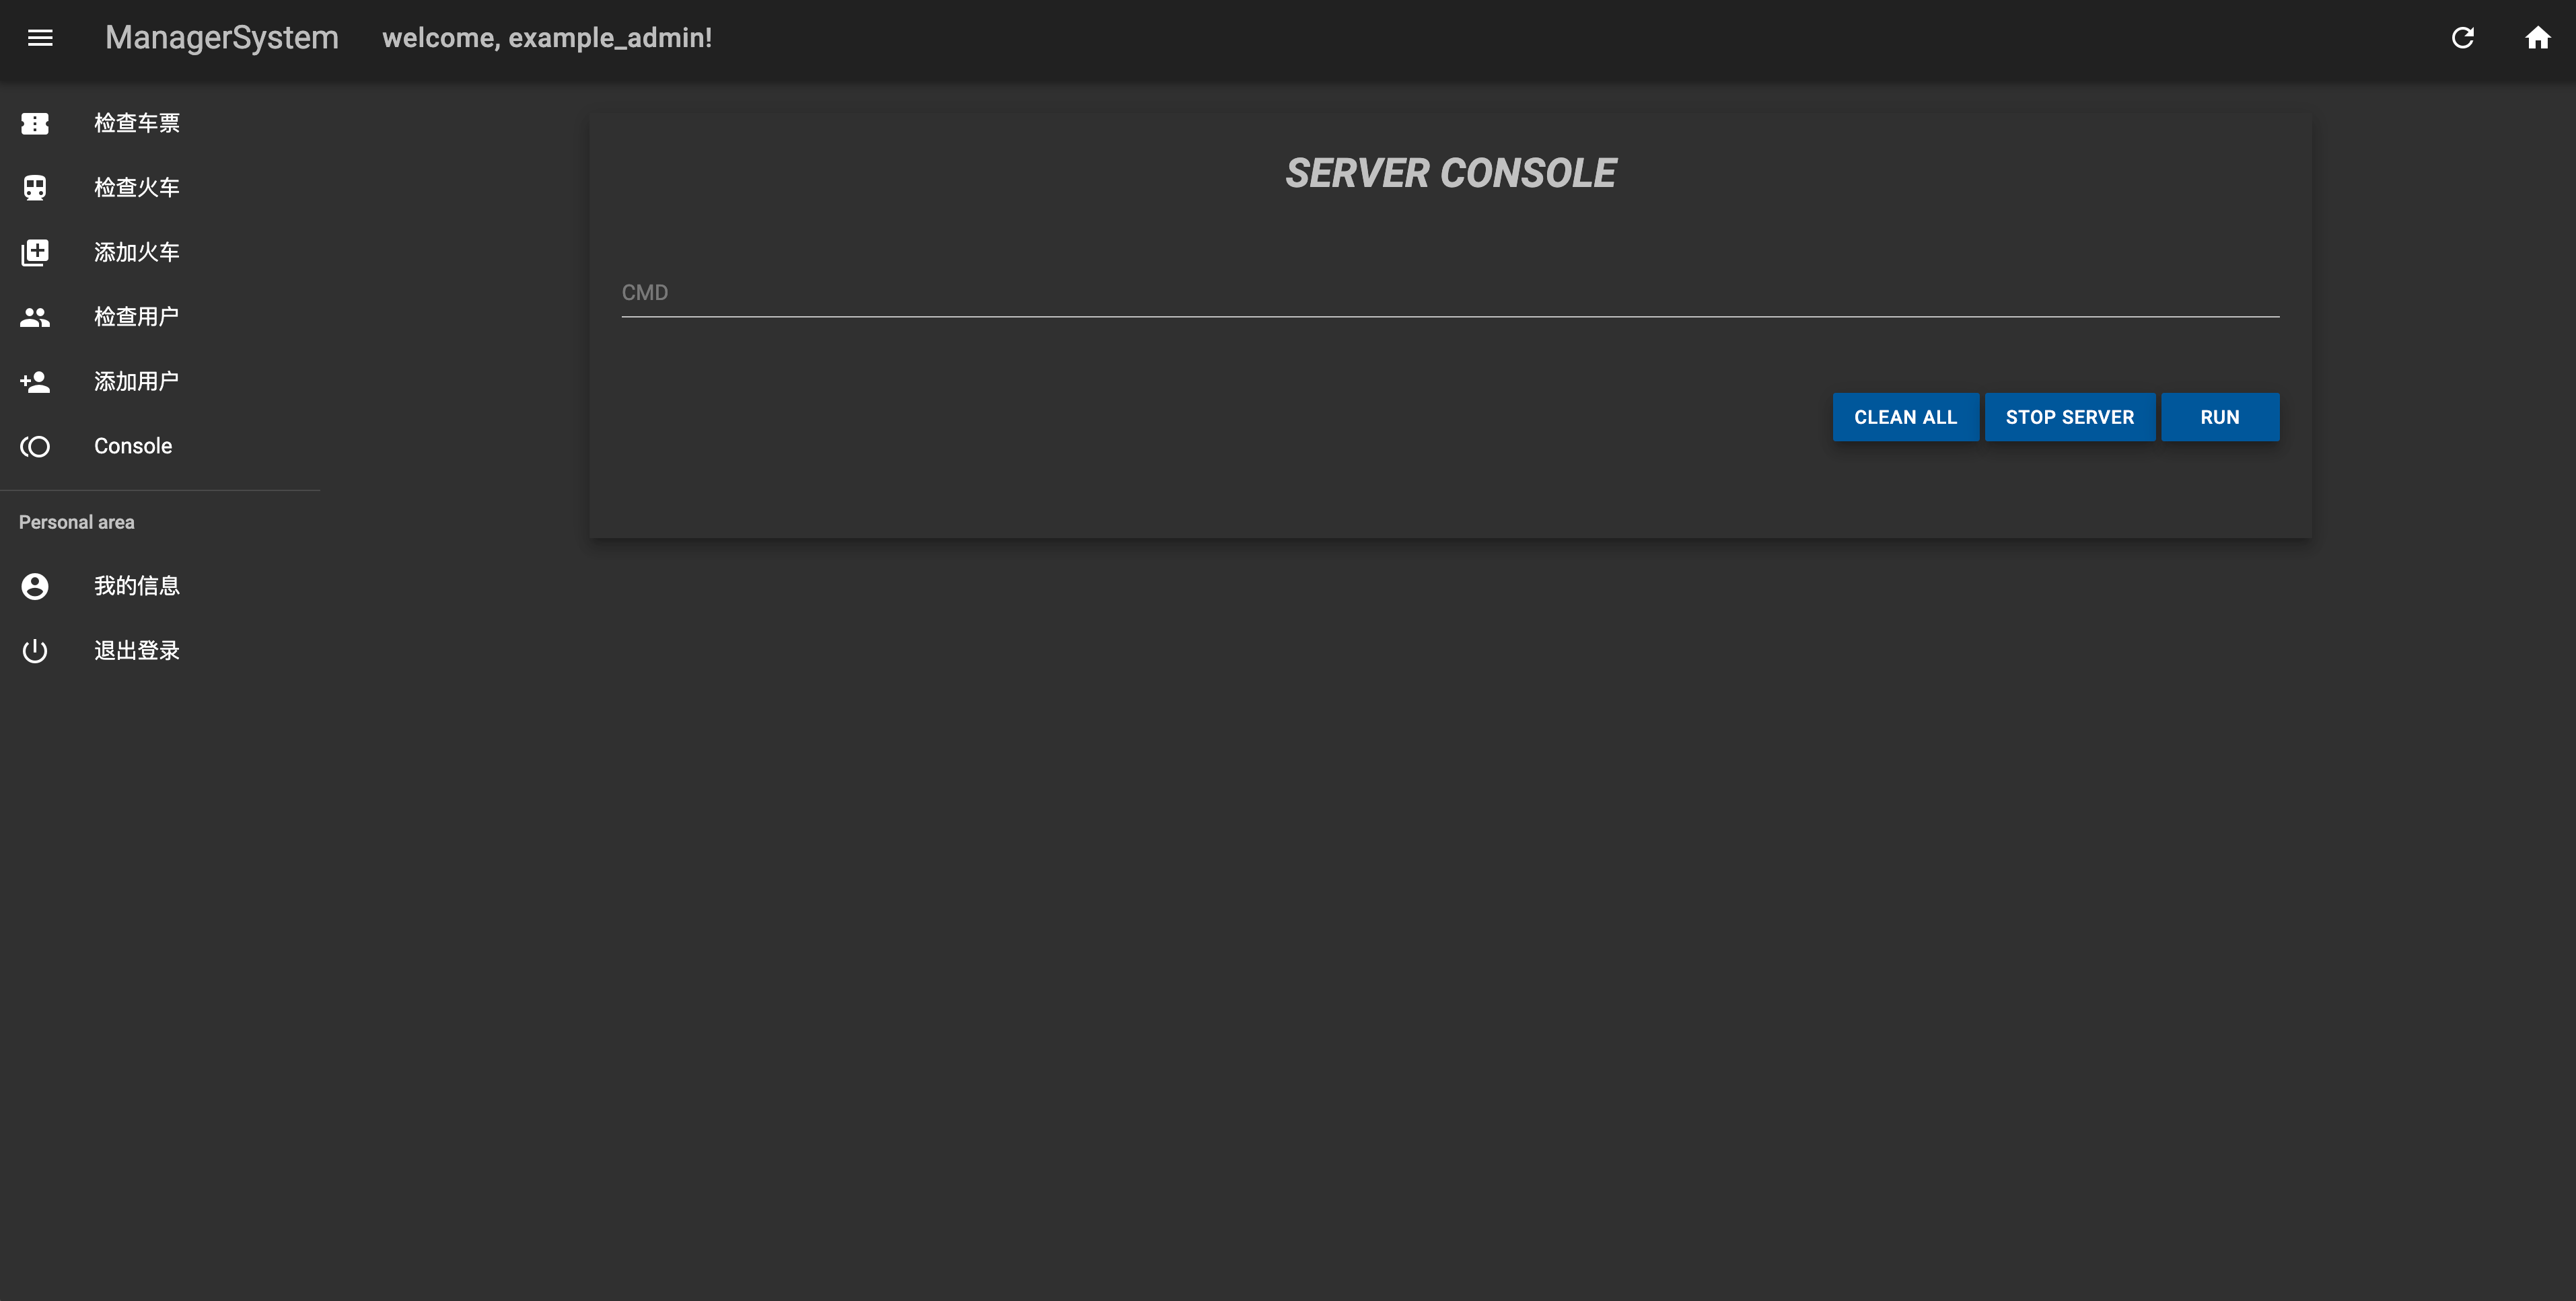 ManagerSystem welcome, example_admin!
检查车票
检查火车
添加火车
检查用户
添加用户
Console
Personal area
我的信息
退出登录
SERVER CONSOLE
CMD
CLEAN ALL STOP SERVER RUN